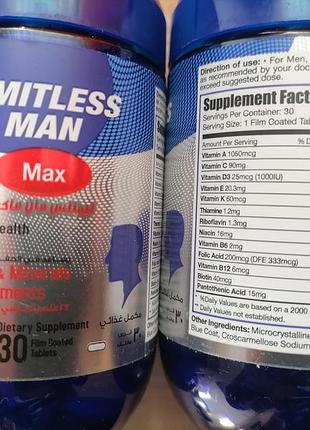 MITLESS
MAN
Max
ليميتلس مان ماكس
ealth
& Minerals
ments
Dietary Supplement
30 Film Coated
Tablets
مكمل غذائي
٣٠ قرص
Direction of use: - For Men,
as recommended by your doc
exceed suggested dose.
Supplement Fact
Servings Per Container: 30
Serving Size: 1 Film Coated Tab
Amount Per Serving % D
Vitamin A 1050mcg
Vitamin C 90mg
Vitamin D3 25mcg (1000IU)
Vitamin E 20.3mg
Vitamin K 60mcg
Thiamine 1.2mg
Riboflavin 1.3mg
Niacin 16mg
Vitamin B6 2mg
Folic Acid 200mcg (DFE 333mcg)
Vitamin B12 6mcg
Biotin 40mcg
Pantothenic Acid 15mg
* %Daily Values are based on a 2000
Daily Values not established.
Other Ingredients: Microcrystalline
Blue Coat, Croscarmellose Sodium